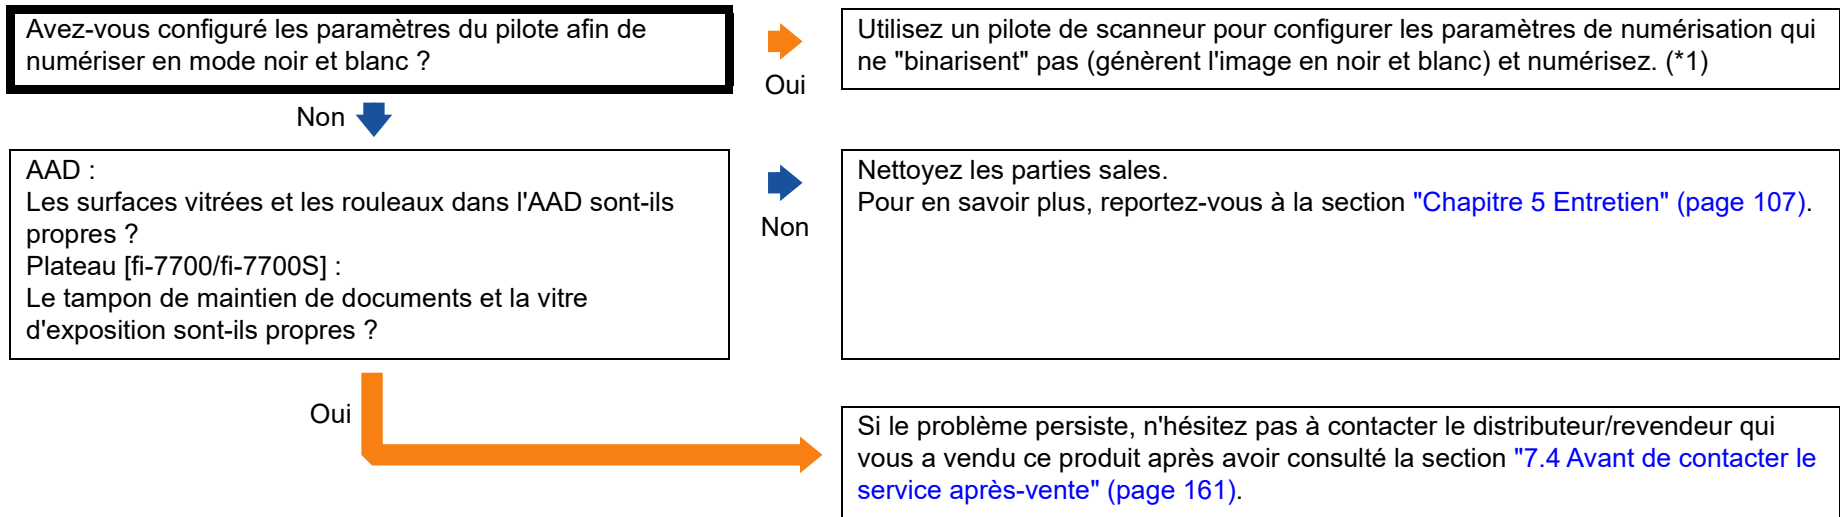 Avez-vous configuré les paramètres du pilote afin de
numériser en mode noir et blanc ?
Oui
Utilisez un pilote de scanneur pour configurer les paramètres de numérisation qui
ne "binarisent" pas (génèrent l'image en noir et blanc) et numérisez. (*1)
Non
AAD :
Les surfaces vitrées et les rouleaux dans l'AAD sont-ils
propres ?
Plateau [fi-7700/fi-7700S] :
Le tampon de maintien de documents et la vitre
d'exposition sont-ils propres ?
Non
Nettoyez les parties sales.
Pour en savoir plus, reportez-vous à la section "Chapitre 5 Entretien" (page 107).
Oui
Si le problème persiste, n'hésitez pas à contacter le distributeur/revendeur qui
vous a vendu ce produit après avoir consulté la section "7.4 Avant de contacter le
service après-vente" (page 161).